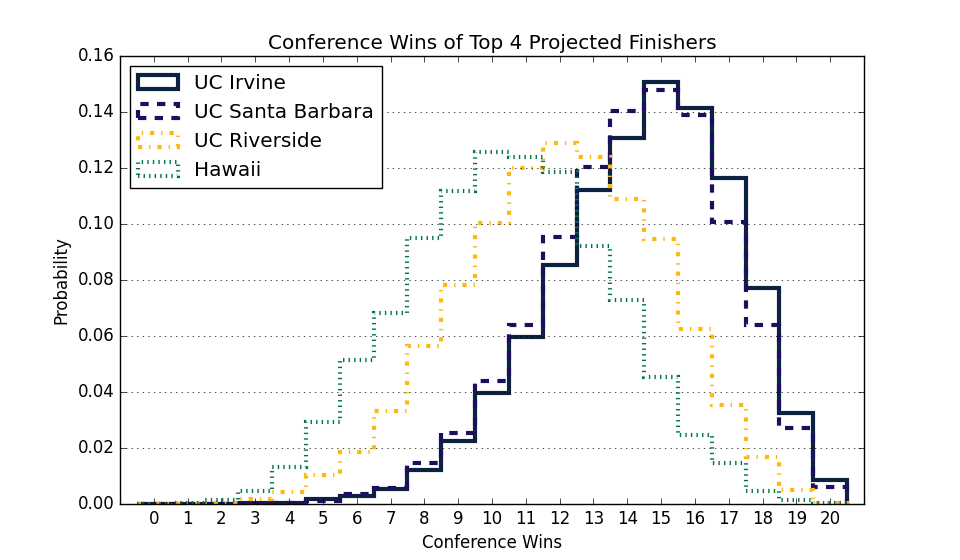 Conference Wins of Top 4 Projected Finishers
UC Irvine
UC Santa Barbara
UC Riverside
Hawaii
0.16
0.14
0.12
0.10
0.08
0.06
0.04
0.02
0.00
Probability
0 1 2 3 4 5 6 7 8 9 10 11 12 13 14 15 16 17 18 19 20
Conference Wins